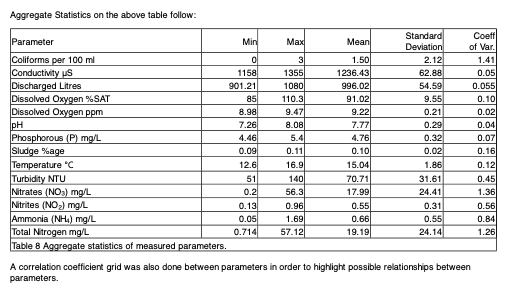 Aggregate Statistics on the above table follow:
Parameter Min Max Mean Standard Deviation Coeff of Var.
Coliforms per 100 ml 0 3 1.50 2.12 1.41
Conductivity µS 1158 1355 1236.43 62.88 0.05
Discharged Litres 901.21 1080 996.02 54.59 0.055
Dissolved Oxygen %SAT 85 110.3 91.02 9.55 0.10
Dissolved Oxygen ppm 8.98 9.47 9.22 0.21 0.02
pH 7.26 8.08 7.77 0.29 0.04
Phosphorous (P) mg/L 4.46 5.4 4.76 0.32 0.07
Sludge %age 0.09 0.11 0.10 0.02 0.16
Temperature °C 12.6 16.9 15.04 1.86 0.12
Turbidity NTU 51 140 70.71 31.61 0.45
Nitrates (NO₃) mg/L 0.2 56.3 17.99 24.41 1.36
Nitrites (NO₂) mg/L 0.13 0.96 0.55 0.31 0.56
Ammonia (NH₄) mg/L 0.05 1.69 0.66 0.55 0.84
Total Nitrogen mg/L 0.714 57.12 19.19 24.14 1.26
Table 8 Aggregate statistics of measured parameters.
A correlation coefficient grid was also done between parameters in order to highlight possible relationships between
parameters.